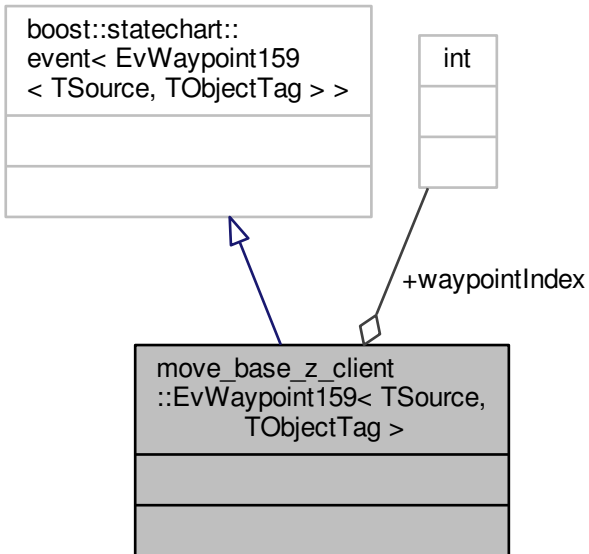 boost::statechart::
event< EvWaypoint159
< TSource, TObjectTag > >
int
+waypointIndex
move_base_z_client
::EvWaypoint159< TSource,
TObjectTag >